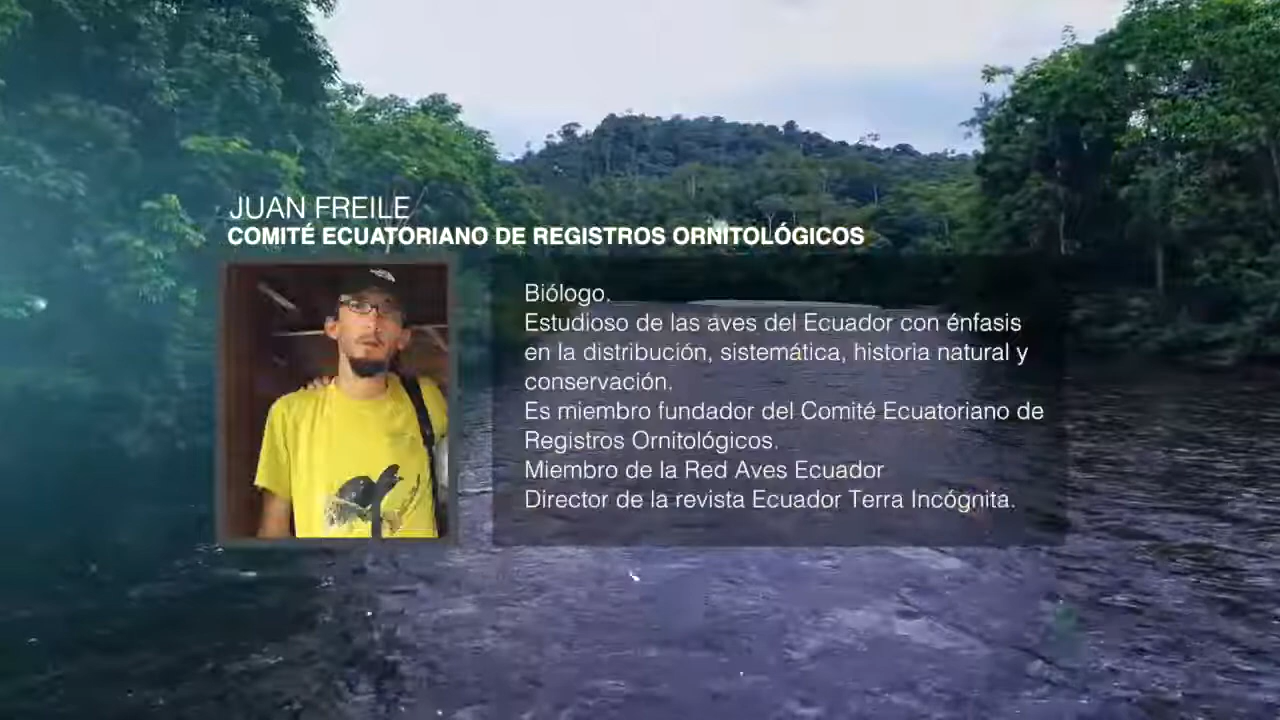 JUAN FREILE
COMITÉ ECUATORIANO DE REGISTROS ORNITOLÓGICOS
Biólogo.
Estudioso de las aves del Ecuador con énfasis
en la distribución, sistemática, historia natural y
conservación.
Es miembro fundador del Comité Ecuatoriano de
Registros Ornitológicos.
Miembro de la Red Aves Ecuador
Director de la revista Ecuador Terra Incógnita.